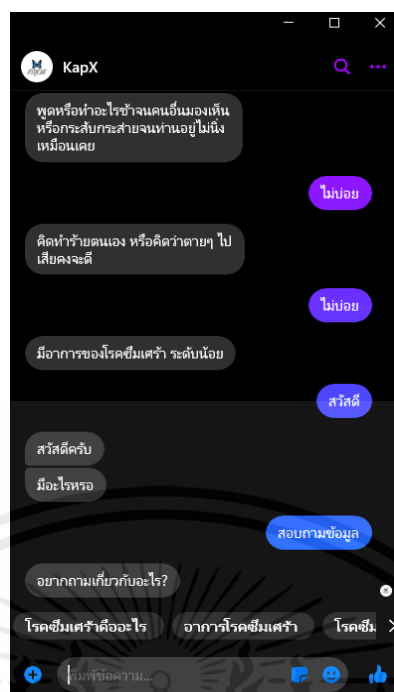 KapX
พูดหรือทำอะไรช้าจนคนอื่นมองเห็น
หรือกระสับกระส่ายจนท่านอยู่ไม่นิ่ง
เหมือนเคย
ไม่บ่อย
คิดทำร้ายตนเอง หรือคิดว่าตายๆ ไป
เสียคงจะดี
ไม่บ่อย
มีอาการของโรคซึมเศร้า ระดับน้อย
สวัสดี
สวัสดีครับ
มีอะไรหรอ
สอบถามข้อมูล
อยากถามเกี่ยวกับอะไร?
โรคซึมเศร้าคืออะไร อาการโรคซึมเศร้า โรคซึม
พิมพ์ข้อความ...